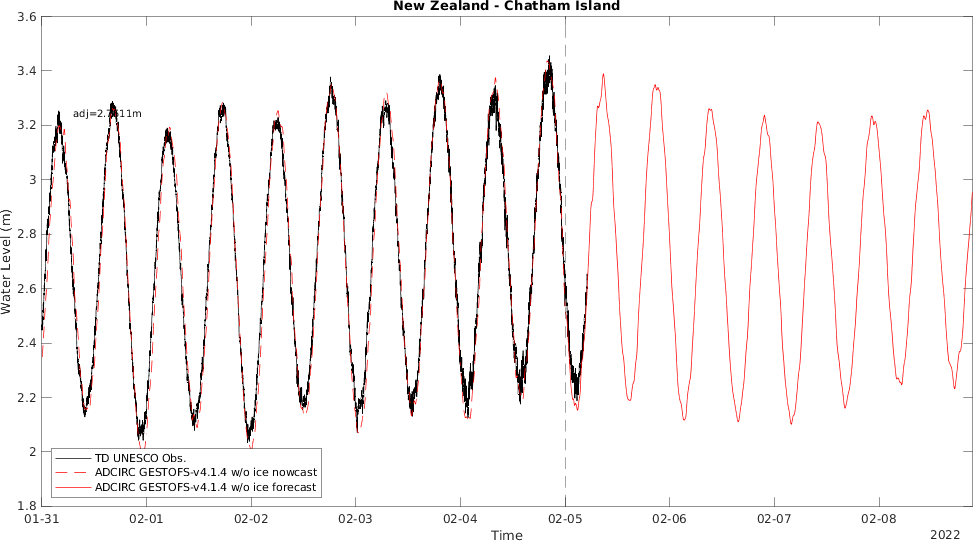 New Zealand - Chatham Island
3.6
3.4
3.2
3
2.8
2.6
2.4
2.2
2
1.8
Water Level (m)
TD UNESCO Obs.
ADCIRC GESTOFS-v4.1.4 w/o ice nowcast
ADCIRC GESTOFS-v4.1.4 w/o ice forecast
01-31 02-01 02-02 02-03 02-04 02-05 02-06 02-07 02-08
Time
2022